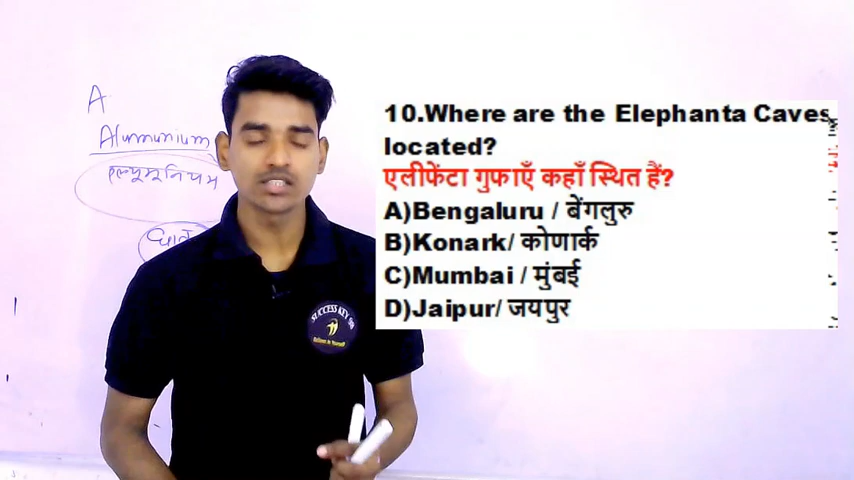 A
Alumunium
एल्यूमूनियम
10.Where are the Elephanta Caves
located?
एलीफेंटा गुफाएँ कहाँ स्थित हैं?
A)Bengaluru / बेंगलुरु
B)Konark/ कोणार्क
C)Mumbai / मुंबई
D)Jaipur/ जयपुर
SUCCESS KEY